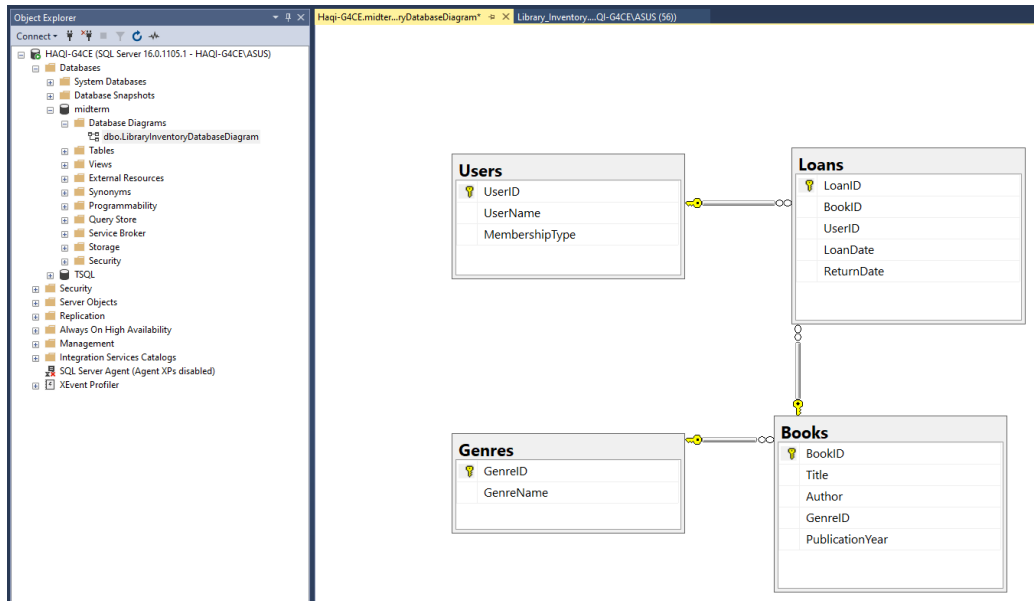 Object Explorer
Connect
HAQI-G4CE (SQL Server 16.0.1105.1 - HAQI-G4CE\ASUS)
Databases
System Databases
Database Snapshots
midterm
Database Diagrams
dbo.LibraryInventoryDatabaseDiagram
Tables
Views
External Resources
Synonyms
Programmability
Query Store
Service Broker
Storage
Security
TSQL
Security
Server Objects
Replication
Always On High Availability
Management
Integration Services Catalogs
SQL Server Agent (Agent XPs disabled)
XEvent Profiler
Haqi-G4CE.midter...ryDatabaseDiagram*
Library_Inventory....QI-G4CE\ASUS (56))
Users
UserID
UserName
MembershipType
Loans
LoanID
BookID
UserID
LoanDate
ReturnDate
Genres
GenreID
GenreName
Books
BookID
Title
Author
GenreID
PublicationYear